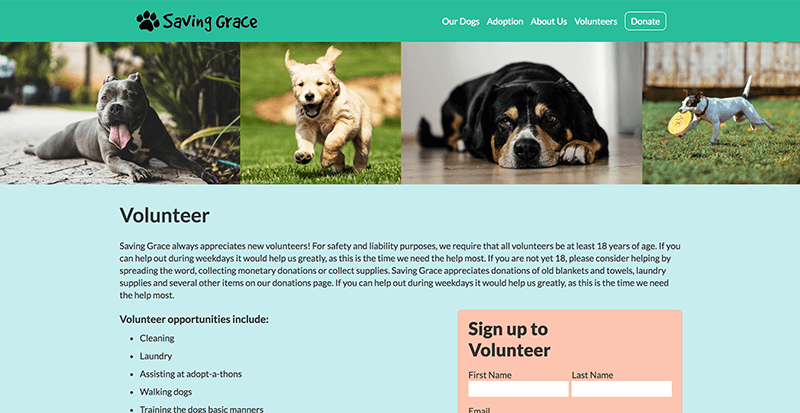 Saving Grace
Our Dogs Adoption About Us Volunteers Donate
Volunteer
Saving Grace always appreciates new volunteers! For safety and liability purposes, we require that all volunteers be at least 18 years of age. If you
can help out during weekdays it would help us greatly, as this is the time we need the help most. If you are not yet 18, please consider helping by
spreading the word, collecting monetary donations or collect supplies. Saving Grace appreciates donations of old blankets and towels, laundry
supplies and several other items on our donations page. If you can help out during weekdays it would help us greatly, as this is the time we need
the help most.
Volunteer opportunities include:
• Cleaning
• Laundry
• Assisting at adopt-a-thons
• Walking dogs
• Training the dogs basic manners
Sign up to
Volunteer
First Name Last Name
Email